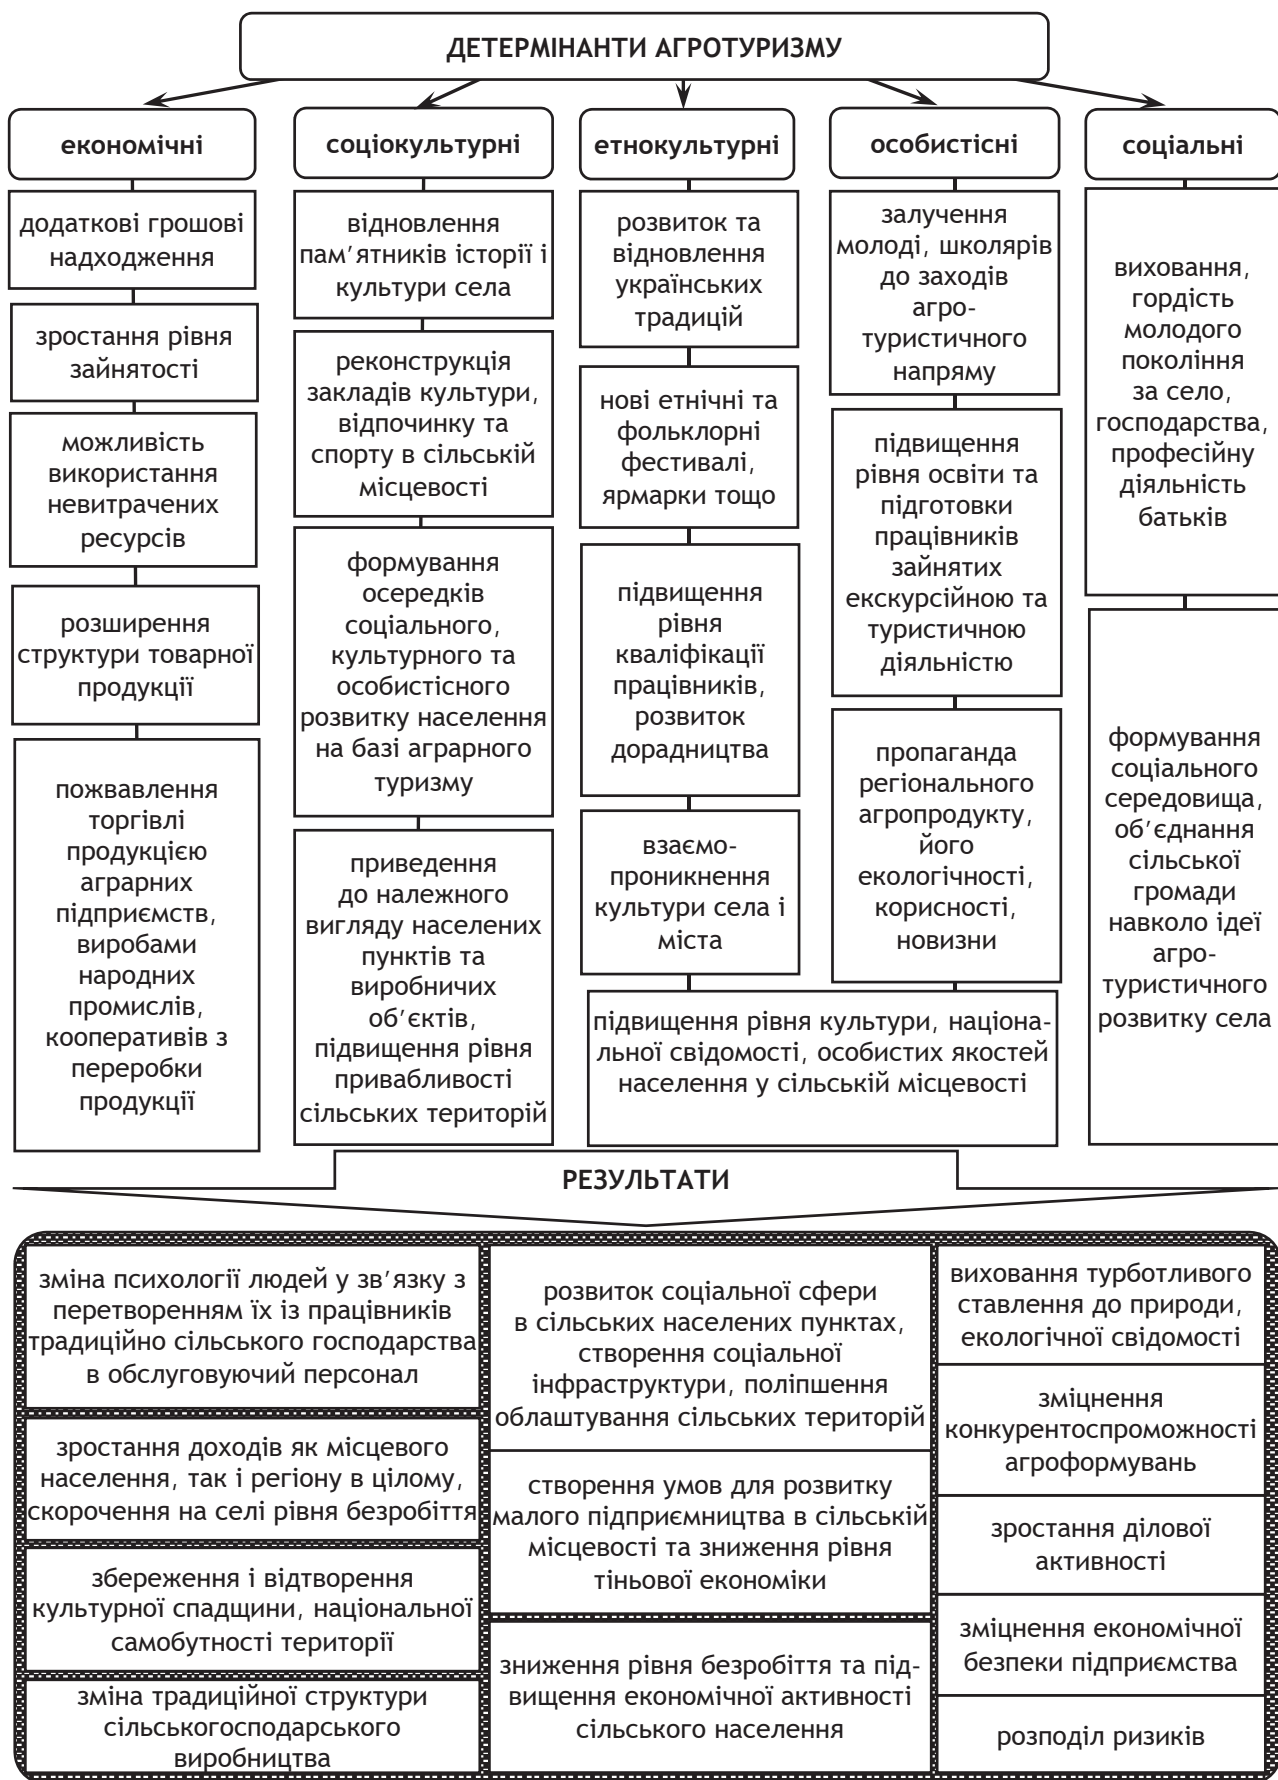 ДЕТЕРМІНАНТИ АГРОТУРИЗМУ
економічні
додаткові грошові
надходження
зростання рівня
зайнятості
можливість
використання
невитрачених
ресурсів
розширення
структури товарної
продукції
пожвавлення
торгівлі
продукцією
аграрних
підприємств,
виробами
народних
промислів,
кооперативів з
переробки
продукції
соціокультурні
відновлення
пам’ятників історії і
культури села
реконструкція
закладів культури,
відпочинку та
спорту в сільській
місцевості
формування
осередків
соціального,
культурного та
особистісного
розвитку населення
на базі аграрного
туризму
приведення
до належного
вигляду населених
пунктів та
виробничих
об’єктів,
підвищення рівня
привабливості
сільських територій
етнокультурні
розвиток та
відновлення
українських
традицій
нові етнічні та
фольклорні
фестивалі,
ярмарки тощо
підвищення
рівня
кваліфікації
працівників,
розвиток
дорадництва
взаємо-
проникнення
культури села і
міста
особистісні
залучення
молоді, школярів
до заходів
агро-
туристичного
напряму
підвищення
рівня освіти та
підготовки
працівників
зайнятих
екскурсійною та
туристичною
діяльністю
пропаганда
регіонального
агропродукту,
його
екологічності,
корисності,
новизни
підвищення рівня культури, націона-
льної свідомості, особистих якостей
населення у сільській місцевості
соціальні
виховання,
гордість
молодого
покоління
за село,
господарства,
професійну
діяльність
батьків
формування
соціального
середовища,
об’єднання
сільської
громади
навколо ідеї
агро-
туристичного
розвитку села
РЕЗУЛЬТАТИ
зміна психології людей у зв’язку з
перетворенням їх із працівників
традиційно сільського господарства
в обслуговуючий персонал
зростання доходів як місцевого
населення, так і регіону в цілому,
скорочення на селі рівня безробіття
збереження і відтворення
культурної спадщини, національної
самобутності території
зміна традиційної структури
сільськогосподарського
виробництва
розвиток соціальної сфери
в сільських населених пунктах,
створення соціальної
інфраструктури, поліпшення
облаштування сільських територій
створення умов для розвитку
малого підприємництва в сільській
місцевості та зниження рівня
тіньової економіки
зниження рівня безробіття та під-
вищення економічної активності
сільського населення
виховання турботливого
ставлення до природи,
екологічної свідомості
зміцнення
конкурентоспроможності
агроформувань
зростання ділової
активності
зміцнення економічної
безпеки підприємства
розподіл ризиків